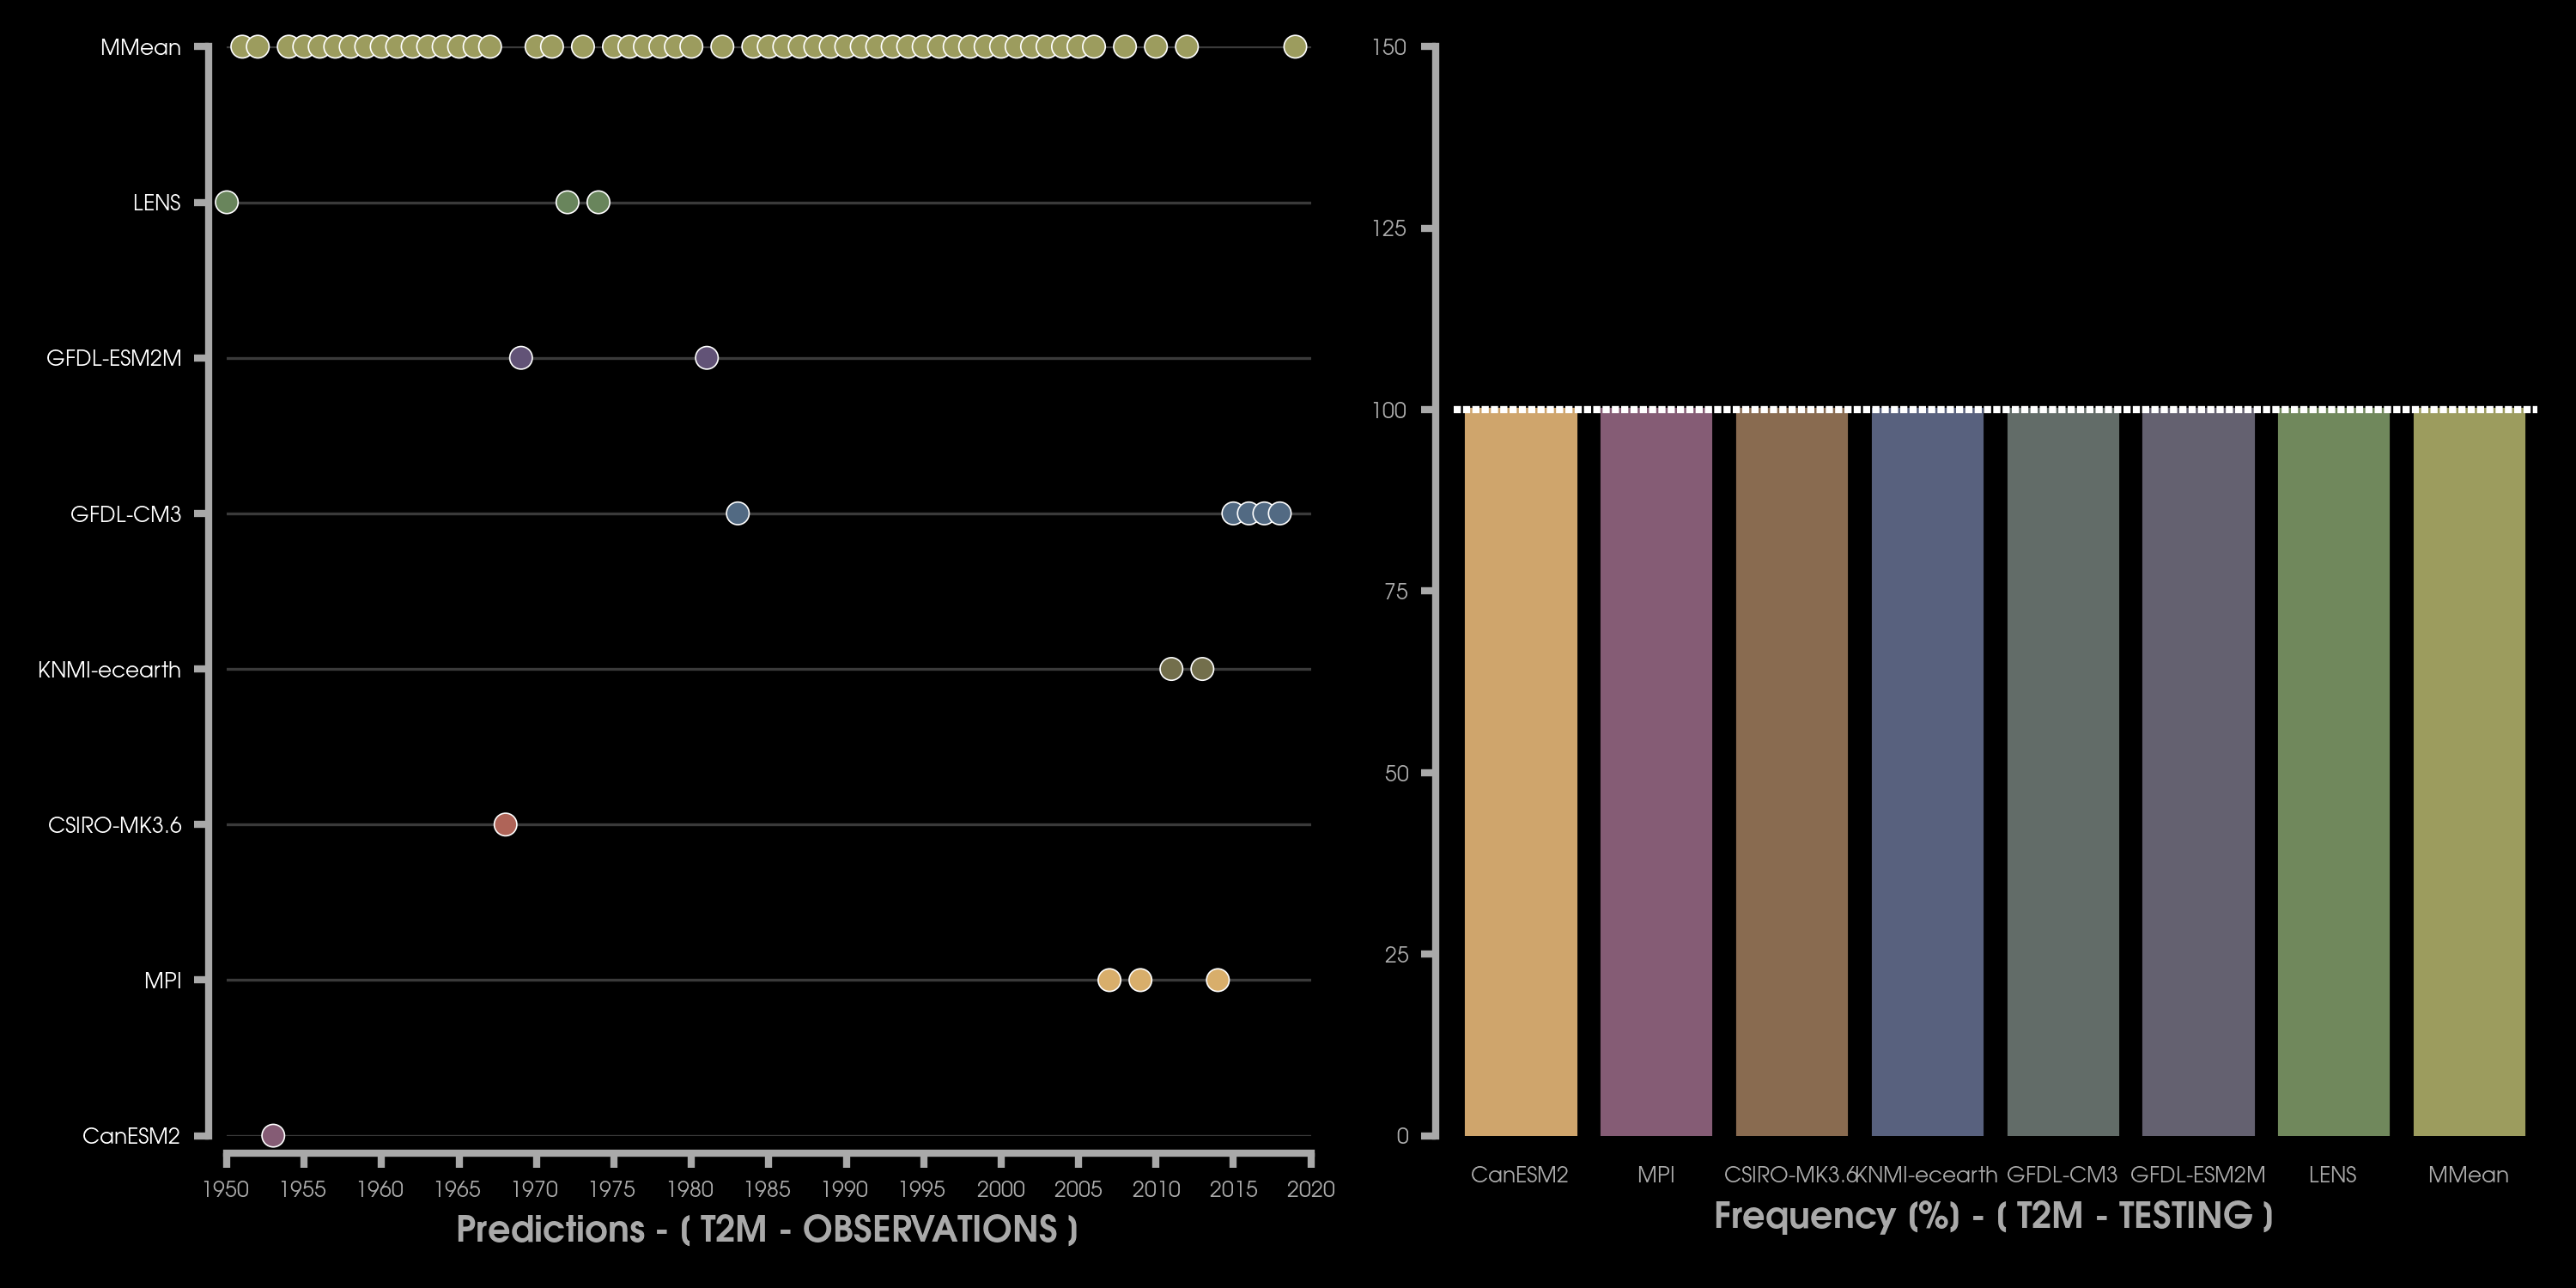 MMean
LENS
GFDL-ESM2M
GFDL-CM3
KNMI-ecearth
CSIRO-MK3.6
MPI
CanESM2
1950 1955 1960 1965 1970 1975 1980 1985 1990 1995 2000 2005 2010 2015 2020
Predictions - ( T2M - OBSERVATIONS )
150
125
100
75
50
25
0
CanESM2 MPI CSIRO-MK3.6 KNMI-ecearth GFDL-CM3 GFDL-ESM2M LENS MMean
Frequency (%) - ( T2M - TESTING )